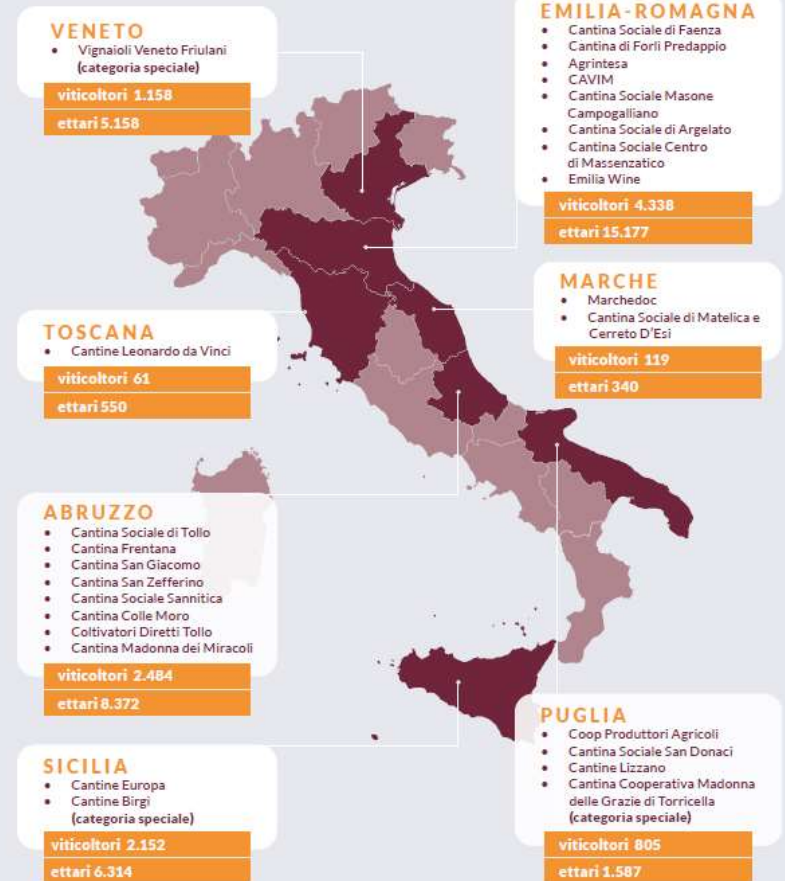 VENETO
• Vignaioli Veneto Friulani
(categoria speciale)
viticoltori 1.158
ettari 5.158
EMILIA-ROMAGNA
• Cantina Sociale di Faenza
• Cantina di Forlì Predappio
• Agrintesa
• CAVIM
• Cantina Sociale Masone
Campogalliano
• Cantina Sociale di Argelato
• Cantina Sociale Centro
di Massenzatico
• Emilia Wine
viticoltori 4.338
ettari 15.177
MARCHE
• Marchedoc
• Cantina Sociale di Matelica e
Cerreto D'Esi
viticoltori 119
ettari 340
TOSCANA
• Cantine Leonardo da Vinci
viticoltori 61
ettari 550
ABRUZZO
• Cantina Sociale di Tollo
• Cantina Frentana
• Cantina San Giacomo
• Cantina San Zefferino
• Cantina Sociale Sannitica
• Cantina Colle Moro
• Coltivatori Diretti Tollo
• Cantina Madonna dei Miracoli
viticoltori 2.484
ettari 8.372
SICILIA
• Cantine Europa
• Cantine Birgi
(categoria speciale)
viticoltori 2.152
ettari 6.314
PUGLIA
• Coop Produttori Agricoli
• Cantina Sociale San Donaci
• Cantine Lizzano
• Cantina Cooperativa Madonna
delle Grazie di Torricella
(categoria speciale)
viticoltori 805
ettari 1.587